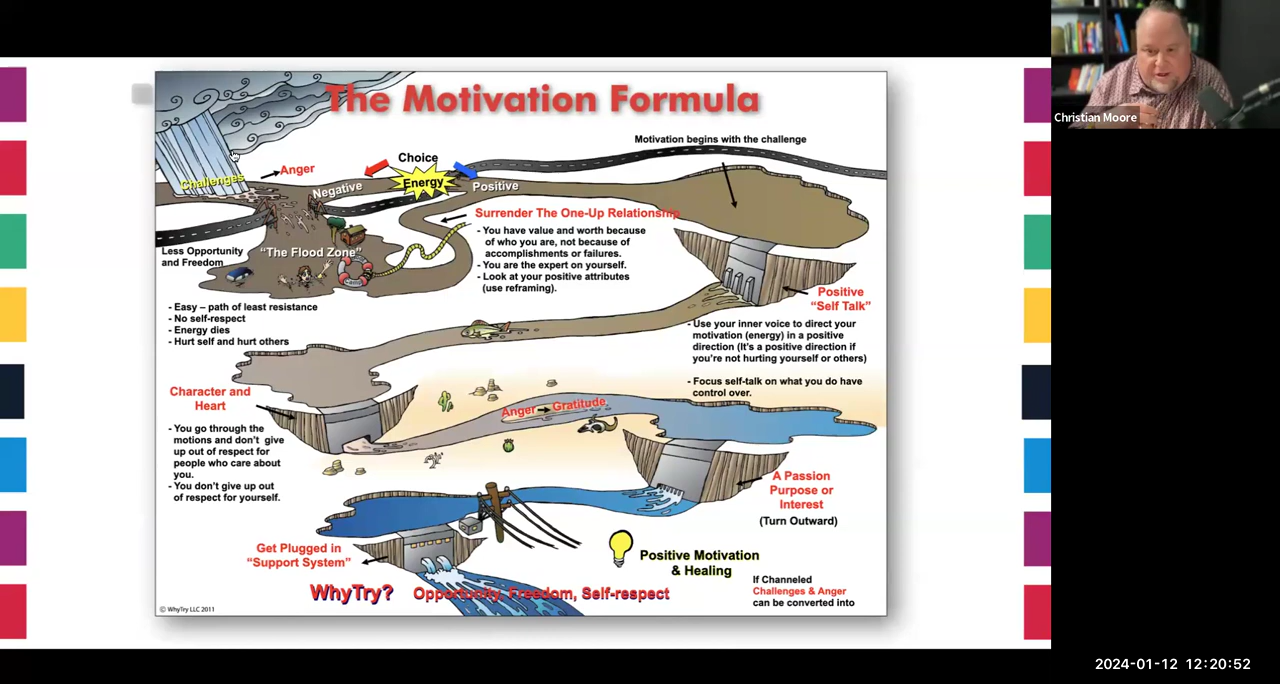 The Motivation Formula
Motivation begins with the challenge
Choice
Anger
Energy
Challenges
Negative
Positive
Surrender The One-Up Relationship
- You have value and worth because
of who you are, not because of
accomplishments or failures.
- You are the expert on yourself.
- Look at your positive attributes
(use reframing).
Less Opportunity
and Freedom
“The Flood Zone”
- Easy – path of least resistance
- No self-respect
- Energy dies
- Hurt self and hurt others
Positive
“Self Talk”
- Use your inner voice to direct your
motivation (energy) in a positive
direction (It’s a positive direction if
you’re not hurting yourself or others)
- Focus self-talk on what you do have
control over.
Character and
Heart
- You go through the
motions and don’t give
up out of respect for
people who care about
you.
- You don’t give up out
of respect for yourself.
Anger Gratitude
A Passion
Purpose or
Interest
(Turn Outward)
Get Plugged in
“Support System”
Positive Motivation
& Healing
WhyTry? Opportunity, Freedom, Self-respect
If Channeled
Challenges & Anger
can be converted into
© WhyTry LLC 2011
Christian Moore
2024-01-12 12:20:52